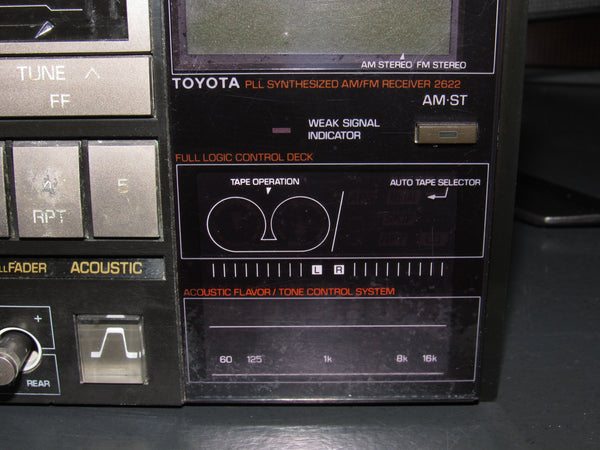 AM STEREO/FM STEREO
TOYOTA PLL SYNTHESIZED AM/FM RECEIVER 2622
TUNE ∧
FF
AM·ST
WEAK SIGNAL
INDICATOR
FULL LOGIC CONTROL DECK
4
RPT
5
TAPE OPERATION
AUTO TAPE SELECTOR
FADER
ACOUSTIC
L R
ACOUSTIC FLAVOR / TONE CONTROL SYSTEM
+
REAR
60 125 1k 8k 16k